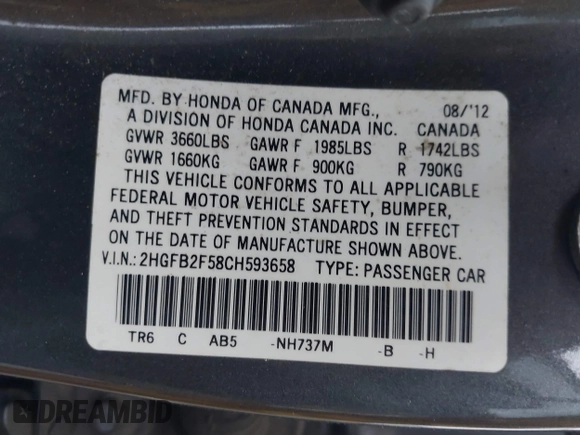 MFD. BY HONDA OF CANADA MFG., 08/'12
A DIVISION OF HONDA CANADA INC. CANADA
GVWR 3660LBS GAWR F 1985LBS R 1742LBS
GVWR 1660KG GAWR F 900KG R 790KG
THIS VEHICLE CONFORMS TO ALL APPLICABLE
FEDERAL MOTOR VEHICLE SAFETY, BUMPER,
AND THEFT PREVENTION STANDARDS IN EFFECT
ON THE DATE OF MANUFACTURE SHOWN ABOVE.
V.I.N.: 2HGFB2F58CH593658 TYPE: PASSENGER CAR
TR6 C AB5 -NH737M -B -H
DREAMBID